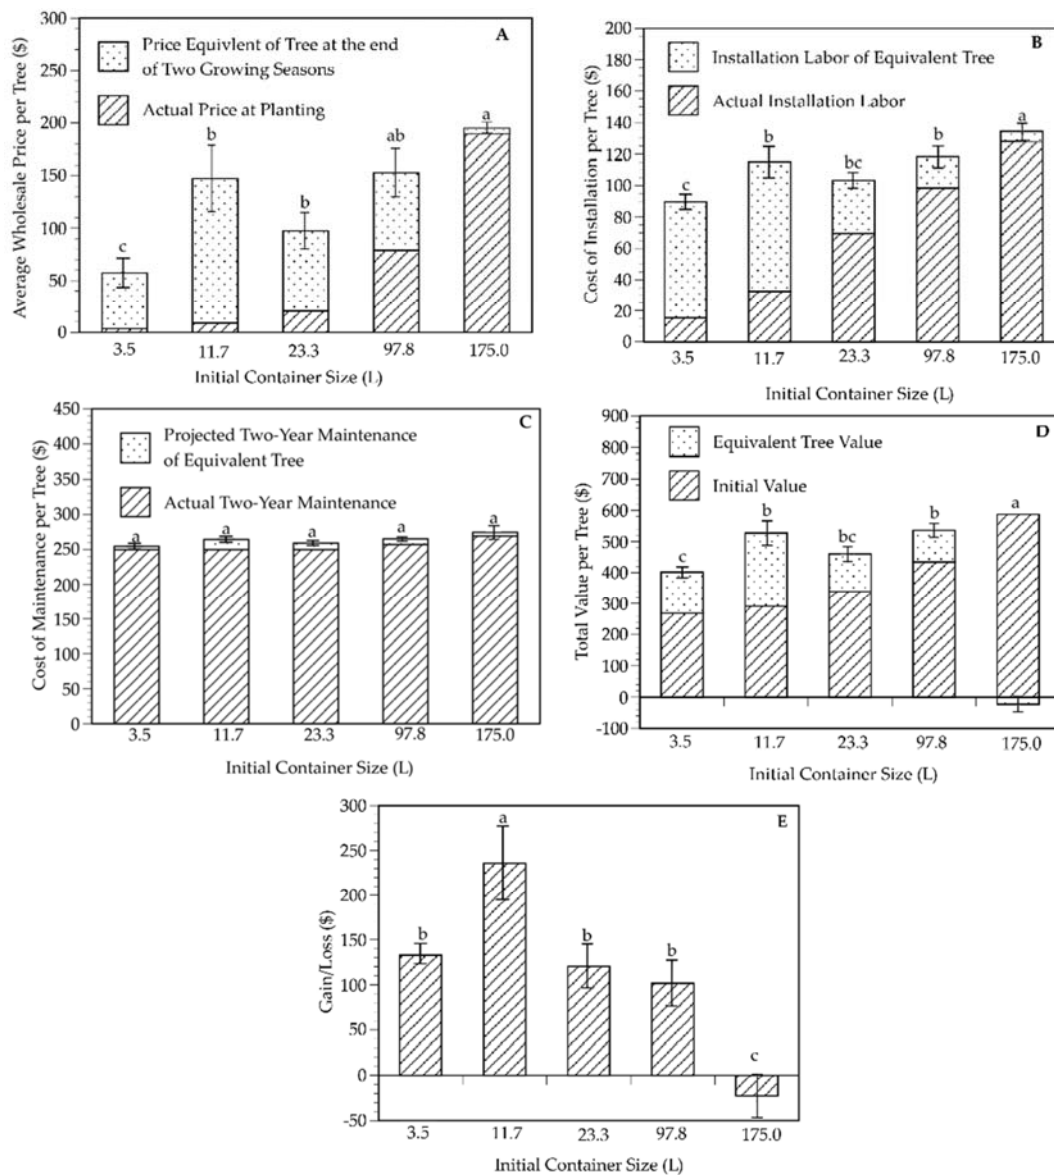 A
Average Wholesale Price per Tree ($)
300
250
200
150
100
50
0
Price Equivlent of Tree at the end
of Two Growing Seasons
Actual Price at Planting
c
b
b
ab
a
3.5 11.7 23.3 97.8 175.0
Initial Container Size (L)
B
Cost of Installation per Tree ($)
200
180
160
140
120
100
80
60
40
20
0
Installation Labor of Equivalent Tree
Actual Installation Labor
c
b
bc
b
a
3.5 11.7 23.3 97.8 175.0
Initial Container Size (L)
C
Cost of Maintenance per Tree ($)
450
400
350
300
250
200
150
100
50
0
Projected Two-Year Maintenance
of Equivalent Tree
Actual Two-Year Maintenance
a
a
a
a
a
3.5 11.7 23.3 97.8 175.0
Initial Container Size (L)
D
Total Value per Tree ($)
900
800
700
600
500
400
300
200
100
0
-100
Equivalent Tree Value
Initial Value
c
b
bc
b
a
3.5 11.7 23.3 97.8 175.0
Initial Container Size (L)
E
Gain/Loss ($)
300
250
200
150
100
50
0
-50
b
a
b
b
c
3.5 11.7 23.3 97.8 175.0
Initial Container Size (L)